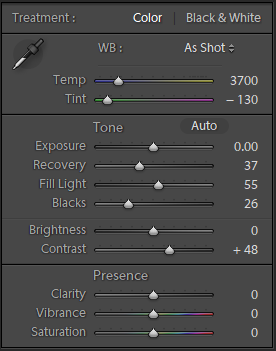 Treatment : Color | Black & White
WB : As Shot
Temp 3700
Tint − 130
Tone Auto
Exposure 0.00
Recovery 37
Fill Light 55
Blacks 26
Brightness 0
Contrast + 48
Presence
Clarity 0
Vibrance 0
Saturation 0